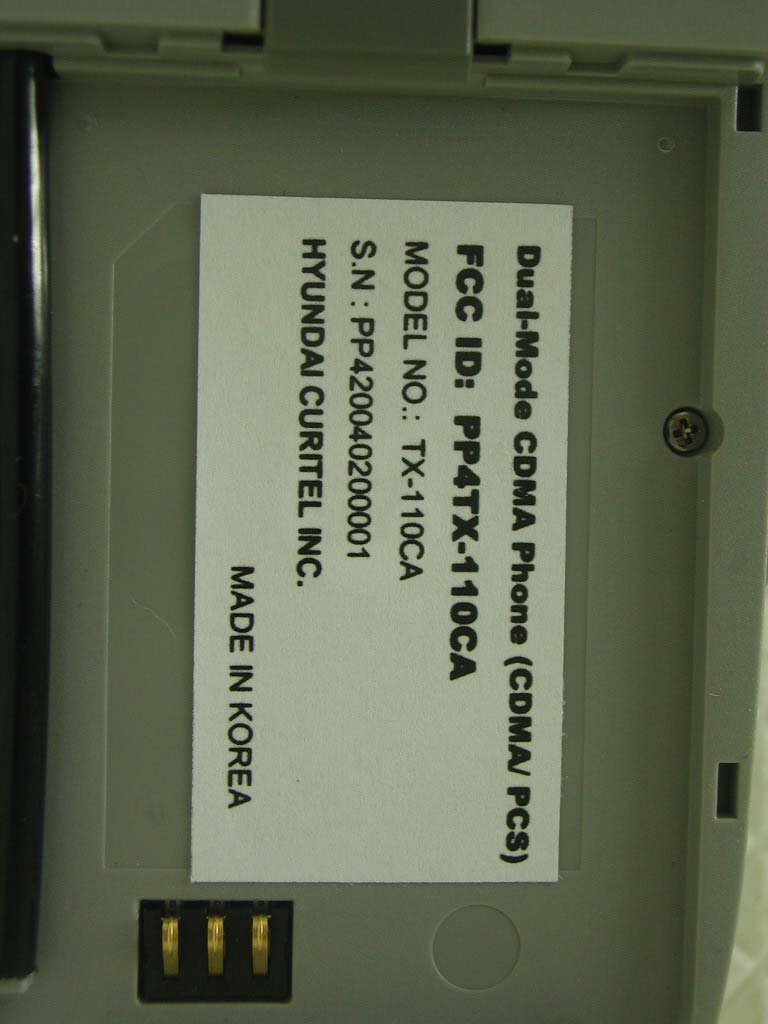 Dual-Mode CDMA Phone (CDMA/ PCS)
FCC ID: PP4TX-110CA
MODEL NO.: TX-110CA
S.N : PP420040200001
HYUNDAI CURITEL INC.
MADE IN KOREA